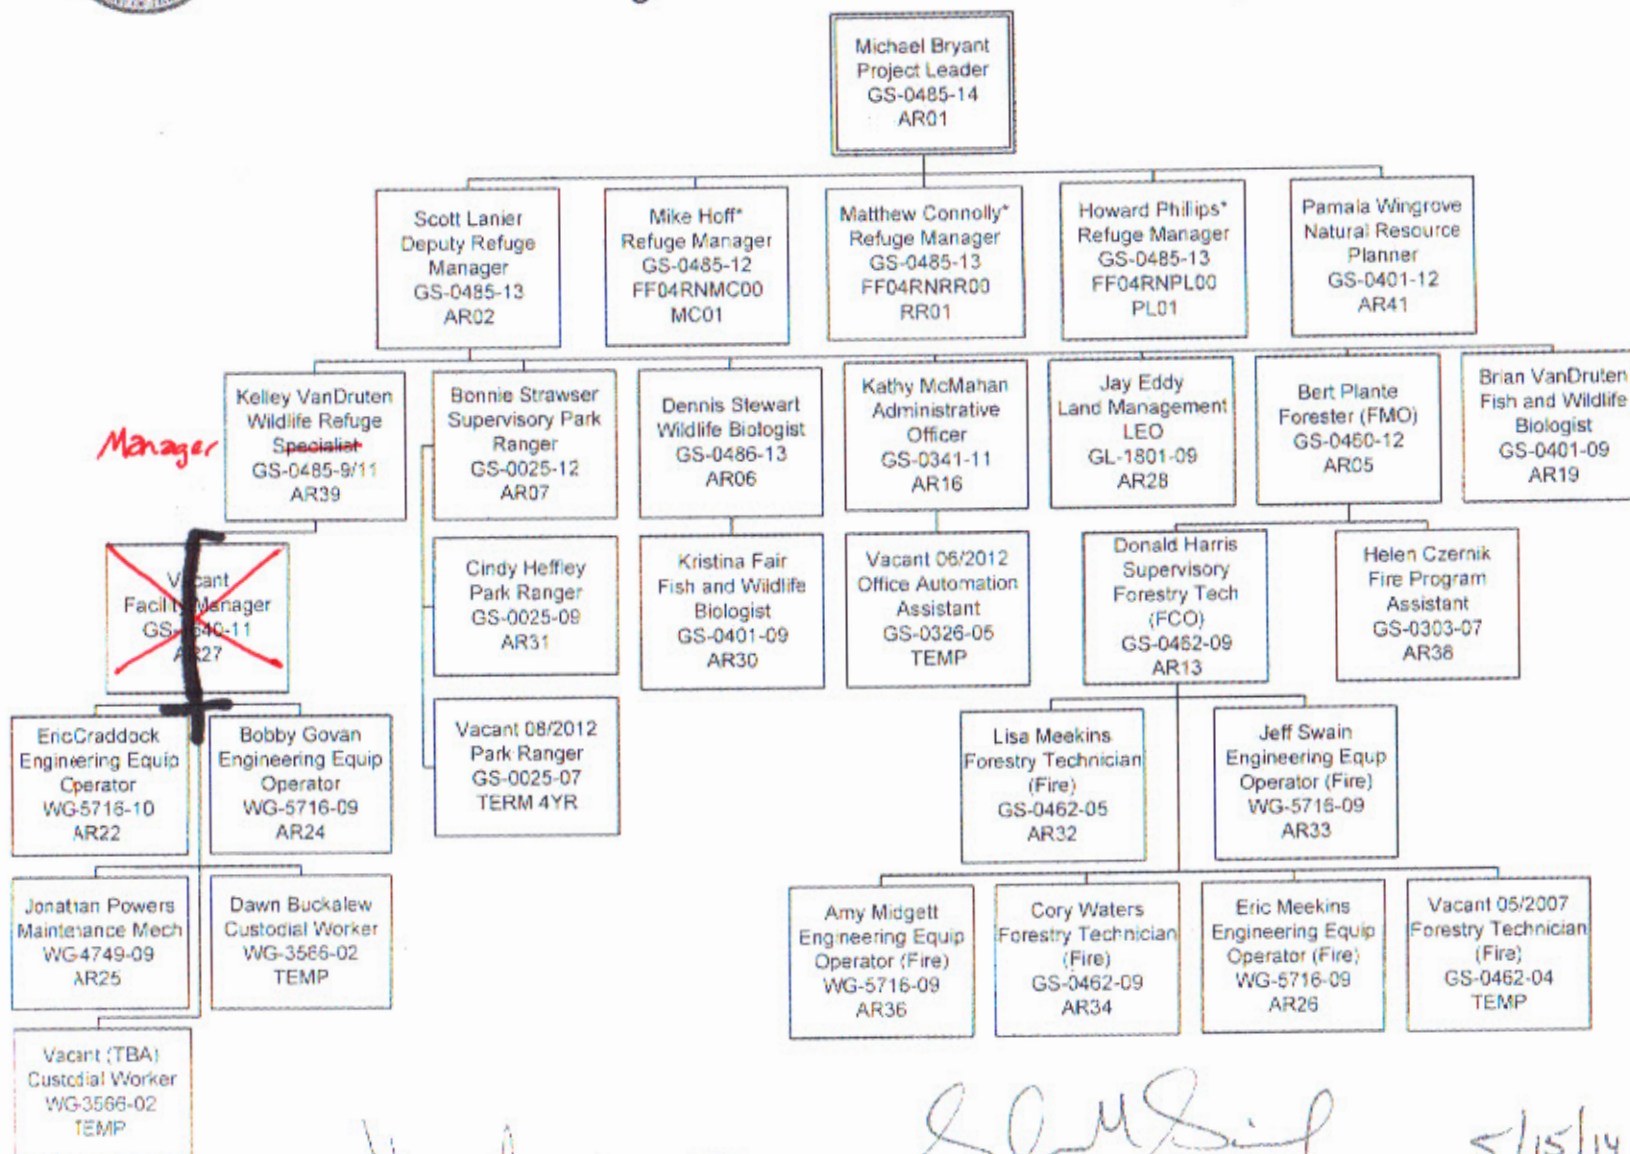 Michael Bryant
Project Leader
GS-0485-14
AR01
Scott Lanier
Deputy Refuge
Manager
GS-0485-13
AR02
Mike Hoff*
Refuge Manager
GS-0485-12
FF04RNMC00
MC01
Matthew Connolly*
Refuge Manager
GS-0485-13
FF04RNRR00
RR01
Howard Phillips*
Refuge Manager
GS-0485-13
FF04RNPL00
PL01
Pamala Wingrove
Natural Resource
Planner
GS-0401-12
AR41
Manager
Kelley VanDruten
Wildlife Refuge
Specialist
GS-0485-9/11
AR39
Bonnie Strawser
Supervisory Park
Ranger
GS-0025-12
AR07
Dennis Stewart
Wildlife Biologist
GS-0486-13
AR06
Kathy McMahan
Administrative
Officer
GS-0341-11
AR16
Jay Eddy
Land Management
LEO
GL-1801-09
AR28
Bert Plante
Forester (FMO)
GS-0460-12
AR05
Brian VanDruten
Fish and Wildlife
Biologist
GS-0401-09
AR19
Vacant
Facility Manager
GS-1640-11
AR27
Cindy Heffley
Park Ranger
GS-0025-09
AR31
Kristina Fair
Fish and Wildlife
Biologist
GS-0401-09
AR30
Vacant 06/2012
Office Automation
Assistant
GS-0326-05
TEMP
Donald Harris
Supervisory
Forestry Tech
(FCO)
GS-0462-09
AR13
Helen Czernik
Fire Program
Assistant
GS-0303-07
AR38
EricCraddock
Engineering Equip
Operator
WG-5716-10
AR22
Bobby Govan
Engineering Equip
Operator
WG-5716-09
AR24
Vacant 08/2012
Park Ranger
GS-0025-07
TERM 4YR
Lisa Meekins
Forestry Technician
(Fire)
GS-0462-05
AR32
Jeff Swain
Engineering Equp
Operator (Fire)
WG-5716-09
AR33
Jonathan Powers
Maintenance Mech
WG-4749-09
AR25
Dawn Buckalew
Custodial Worker
WG-3566-02
TEMP
Amy Midgett
Engineering Equip
Operator (Fire)
WG-5716-09
AR36
Cory Waters
Forestry Technician
(Fire)
GS-0462-09
AR34
Eric Meekins
Engineering Equip
Operator (Fire)
WG-5716-09
AR26
Vacant 05/2007
Forestry Technician
(Fire)
GS-0462-04
TEMP
Vacant (TBA)
Custodial Worker
WG-3566-02
TEMP
5/15/14